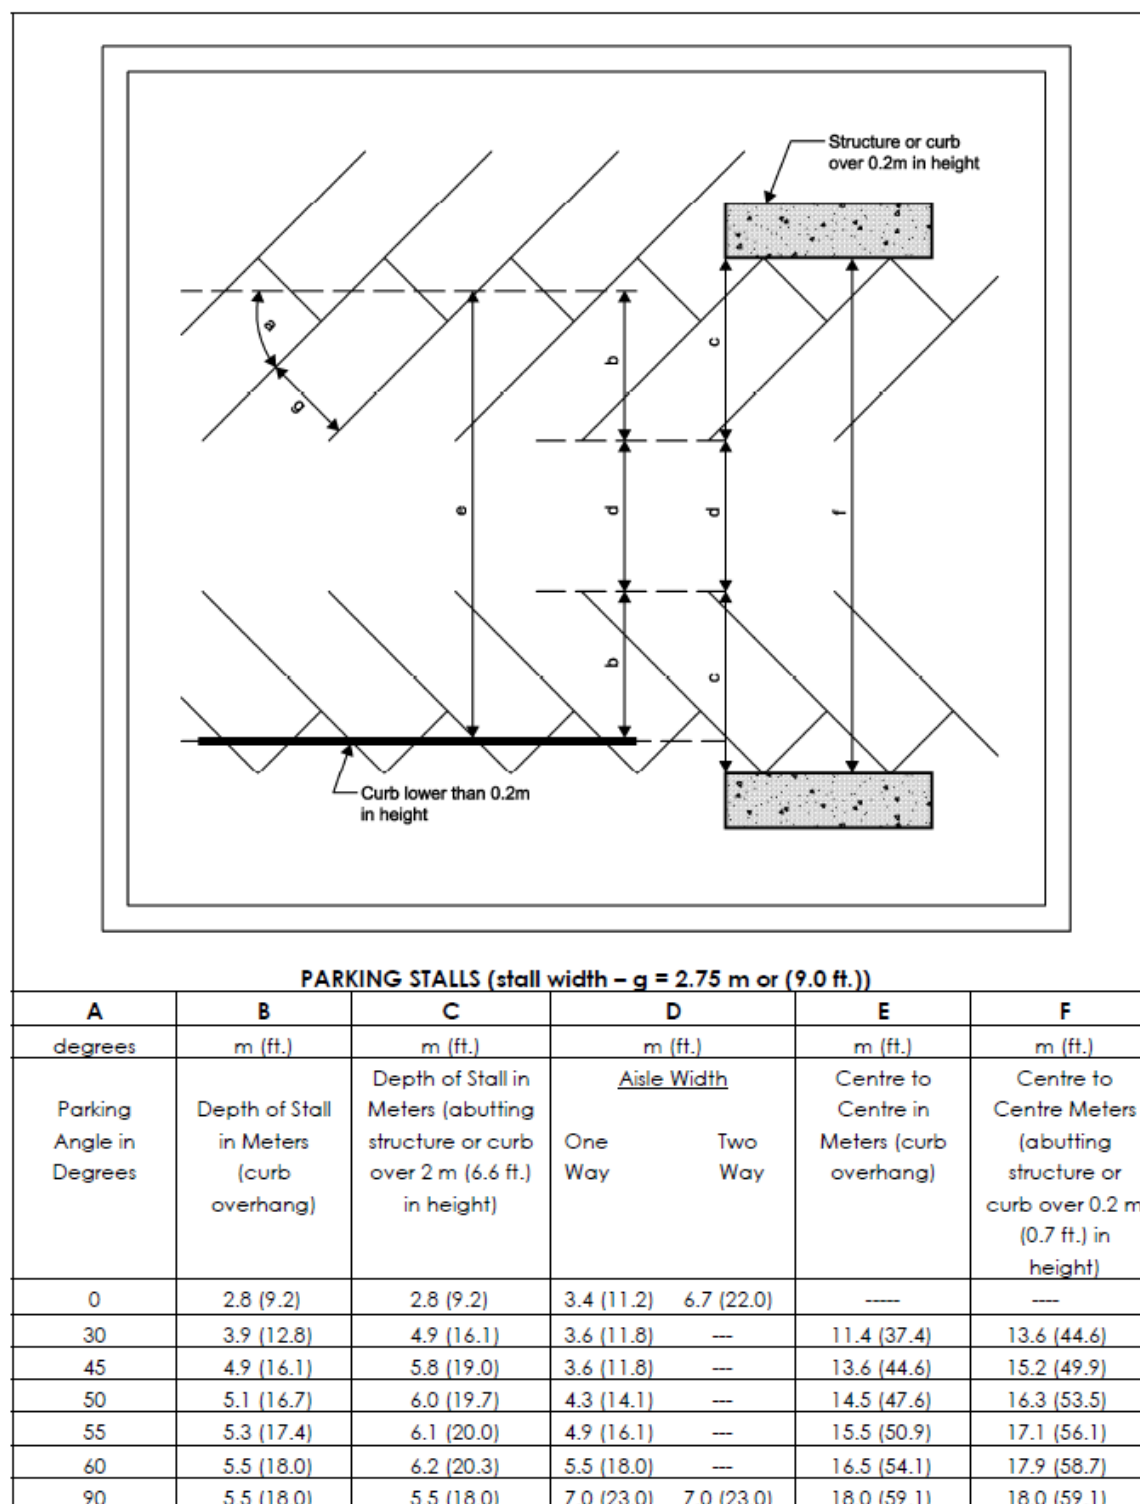 Structure or curb
over 0.2m in height
a
g
e
b
d
b
c
d
c
f
Curb lower than 0.2m
in height
PARKING STALLS (stall width – g = 2.75 m or (9.0 ft.))
A B C D E F
degrees m (ft.) m (ft.) m (ft.) m (ft.) m (ft.)
Parking
Angle in
Degrees
Depth of Stall
in Meters
(curb
overhang)
Depth of Stall in
Meters (abutting
structure or curb
over 2 m (6.6 ft.)
in height)
Aisle Width
One Two
Way Way
Centre to
Centre in
Meters (curb
overhang)
Centre to
Centre Meters
(abutting
structure or
curb over 0.2 m
(0.7 ft.) in
height)
0 2.8 (9.2) 2.8 (9.2) 3.4 (11.2) 6.7 (22.0) ----- ----
30 3.9 (12.8) 4.9 (16.1) 3.6 (11.8) --- 11.4 (37.4) 13.6 (44.6)
45 4.9 (16.1) 5.8 (19.0) 3.6 (11.8) --- 13.6 (44.6) 15.2 (49.9)
50 5.1 (16.7) 6.0 (19.7) 4.3 (14.1) --- 14.5 (47.6) 16.3 (53.5)
55 5.3 (17.4) 6.1 (20.0) 4.9 (16.1) --- 15.5 (50.9) 17.1 (56.1)
60 5.5 (18.0) 6.2 (20.3) 5.5 (18.0) --- 16.5 (54.1) 17.9 (58.7)
90 5.5 (18.0) 5.5 (18.0) 7.0 (23.0) 7.0 (23.0) 18.0 (59.1) 18.0 (59.1)